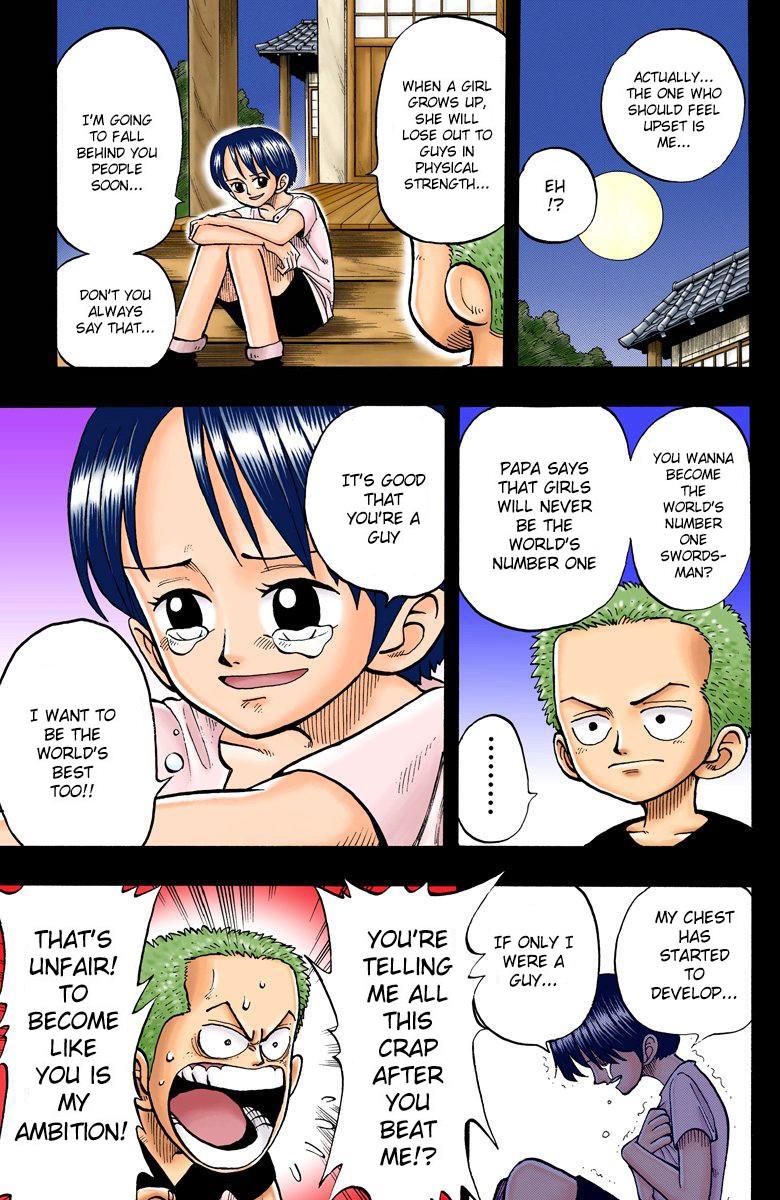 ACTUALLY...
THE ONE WHO
SHOULD FEEL
UPSET IS
ME...
EH
!?
WHEN A GIRL
GROWS UP,
SHE WILL
LOSE OUT TO
GUYS IN
PHYSICAL
STRENGTH...
I'M GOING
TO FALL
BEHIND YOU
PEOPLE
SOON...
DON'T YOU
ALWAYS
SAY THAT...
YOU WANNA
BECOME
THE
WORLD'S
NUMBER
ONE
SWORDS-
MAN?
PAPA SAYS
THAT GIRLS
WILL NEVER
BE THE
WORLD'S
NUMBER ONE
.........
IT'S GOOD
THAT
YOU'RE A
GUY
I WANT TO
BE THE
WORLD'S
BEST
TOO!!
MY CHEST
HAS
STARTED
TO
DEVELOP...
IF ONLY I
WERE A
GUY...
YOU'RE
TELLING
ME ALL
THIS
CRAP
AFTER
YOU
BEAT
ME!?
THAT'S
UNFAIR!
TO
BECOME
LIKE
YOU IS
MY
AMBITION!